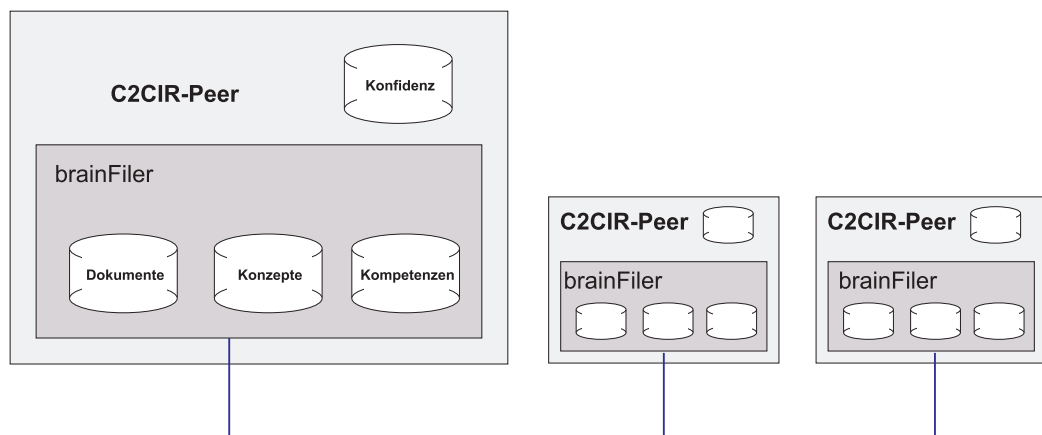 C2CIR-Peer
Konfidenz
brainFiler
Dokumente
Konzepte
Kompetenzen
C2CIR-Peer
brainFiler
C2CIR-Peer
brainFiler